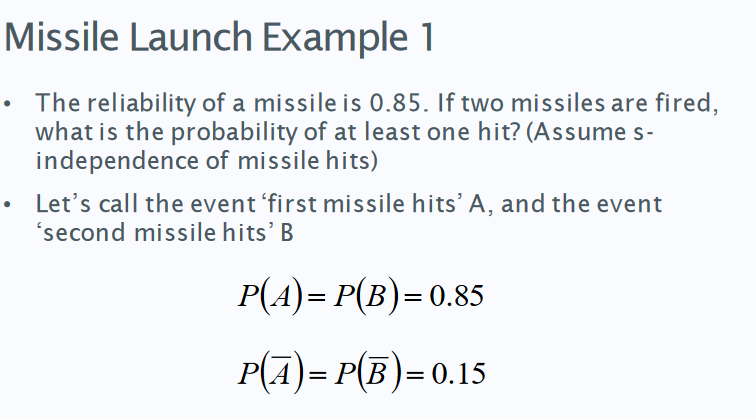 Missile Launch Example 1
• The reliability of a missile is 0.85. If two missiles are fired,
what is the probability of at least one hit? (Assume s-
independence of missile hits)
• Let’s call the event ‘first missile hits’ A, and the event
‘second missile hits’ B
P(A) = P(B) = 0.85
P(A̅) = P(B̅) = 0.15